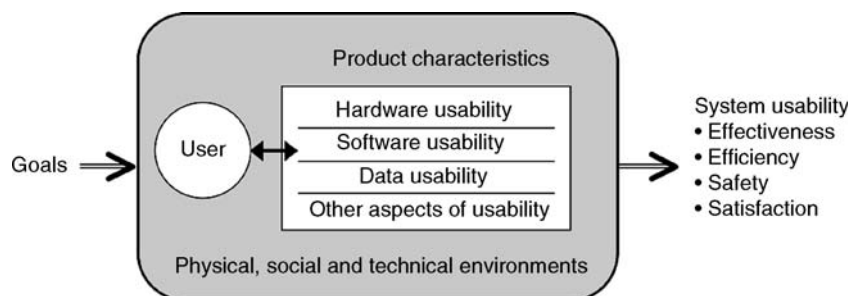 Product characteristics
Hardware usability
Software usability
Data usability
Other aspects of usability
User
Goals
Physical, social and technical environments
System usability
• Effectiveness
• Efficiency
• Safety
• Satisfaction